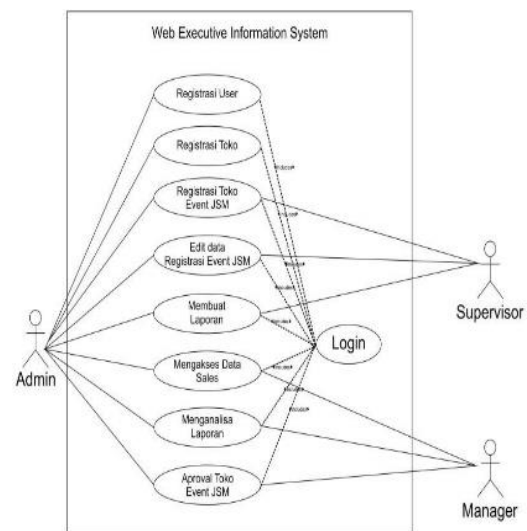 Web Executive Information System
Registrasi User
Registrasi Toko
Registrasi Toko
Event JSM
Edit data
Registrasi Event JSM
Membuat
Laporan
Mengakses Data
Sales
Menganalisa
Laporan
Aproval Toko
Event JSM
Login
Admin
Supervisor
Manager